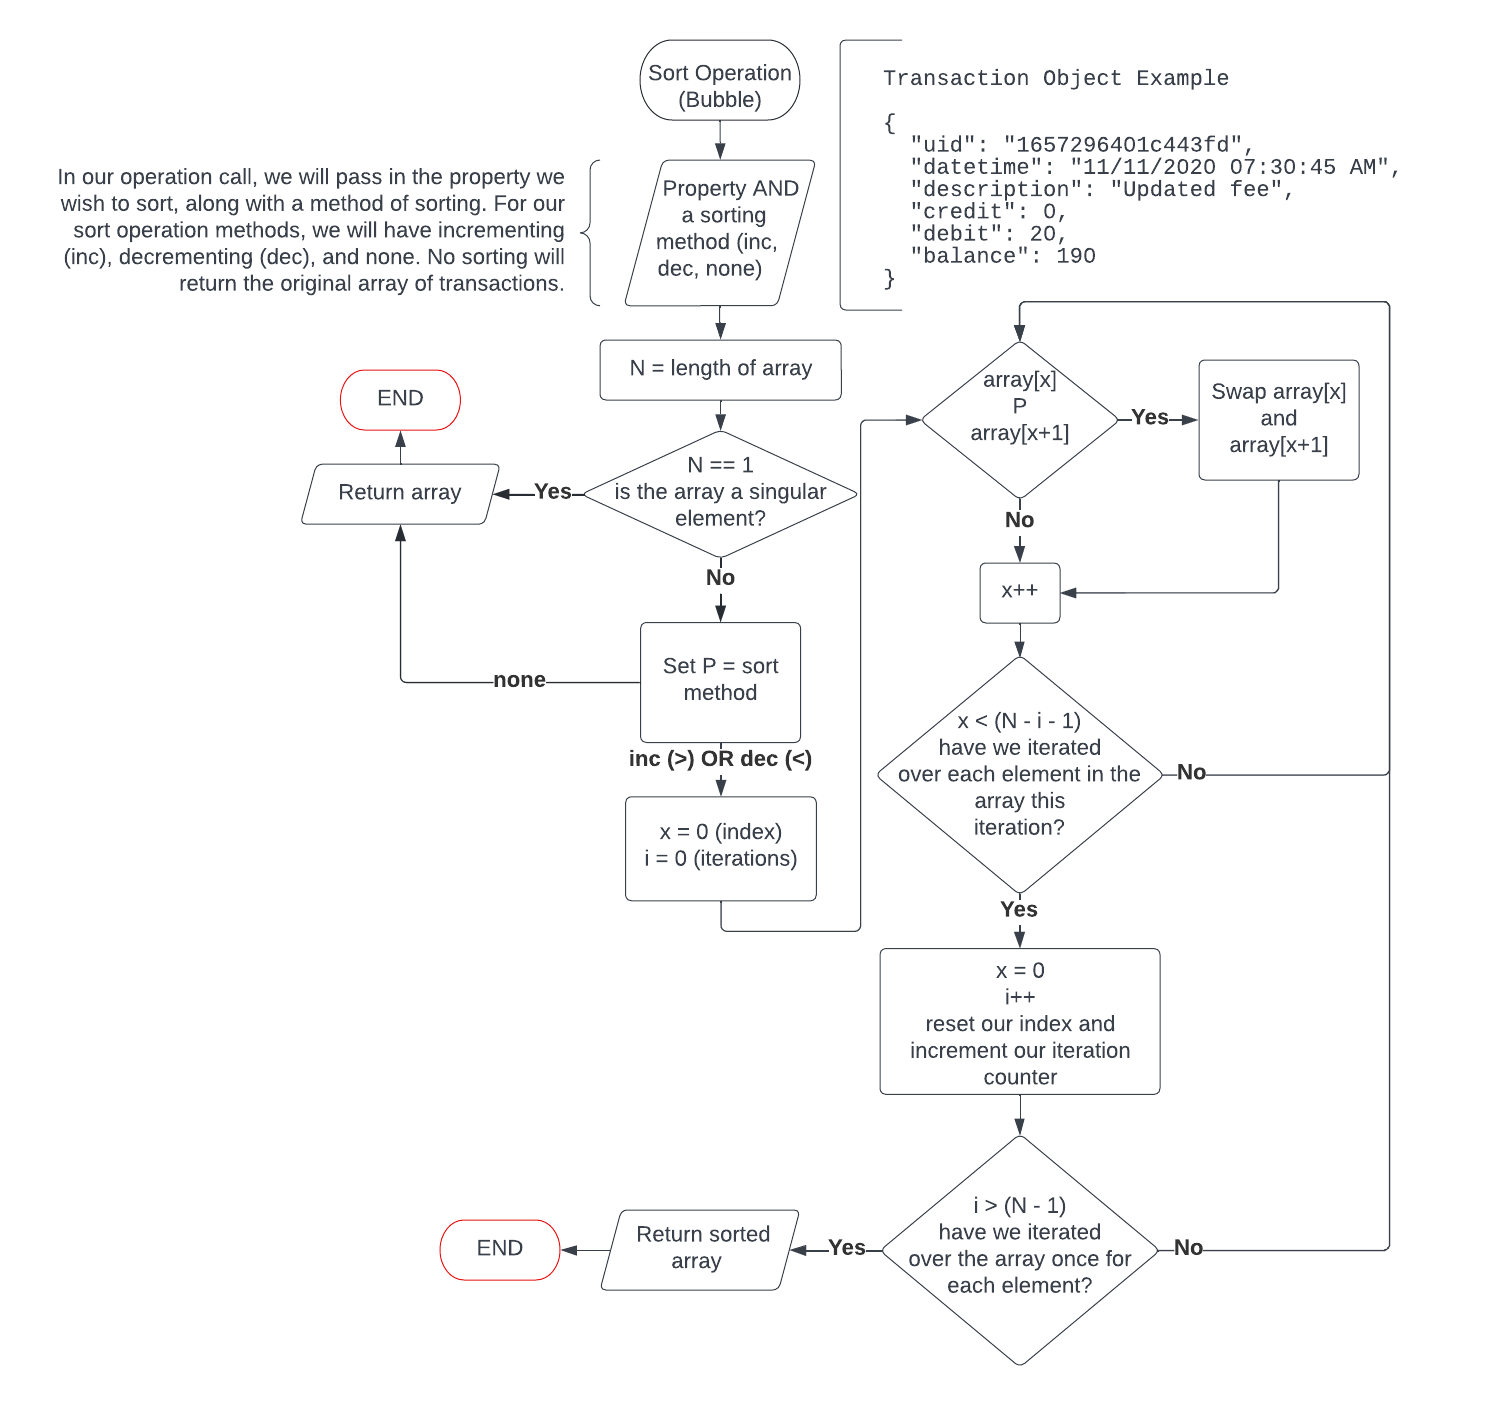 Sort Operation
(Bubble)
Transaction Object Example
{
"uid": "1657296401c443fd",
"datetime": "11/11/2020 07:30:45 AM",
"description": "Updated fee",
"credit": 0,
"debit": 20,
"balance": 190
}
In our operation call, we will pass in the property we
wish to sort, along with a method of sorting. For our
sort operation methods, we will have incrementing
(inc), decrementing (dec), and none. No sorting will
return the original array of transactions.
Property AND
a sorting
method (inc,
dec, none)
N = length of array
END
Return array
Yes
N == 1
is the array a singular
element?
No
none
Set P = sort
method
inc (>) OR dec (<)
x = 0 (index)
i = 0 (iterations)
array[x]
P
array[x+1]
Yes
Swap array[x]
and
array[x+1]
No
x++
x < (N - i - 1)
have we iterated
over each element in the
array this
iteration?
No
Yes
x = 0
i++
reset our index and
increment our iteration
counter
i > (N - 1)
have we iterated
over the array once for
each element?
No
Yes
Return sorted
array
END